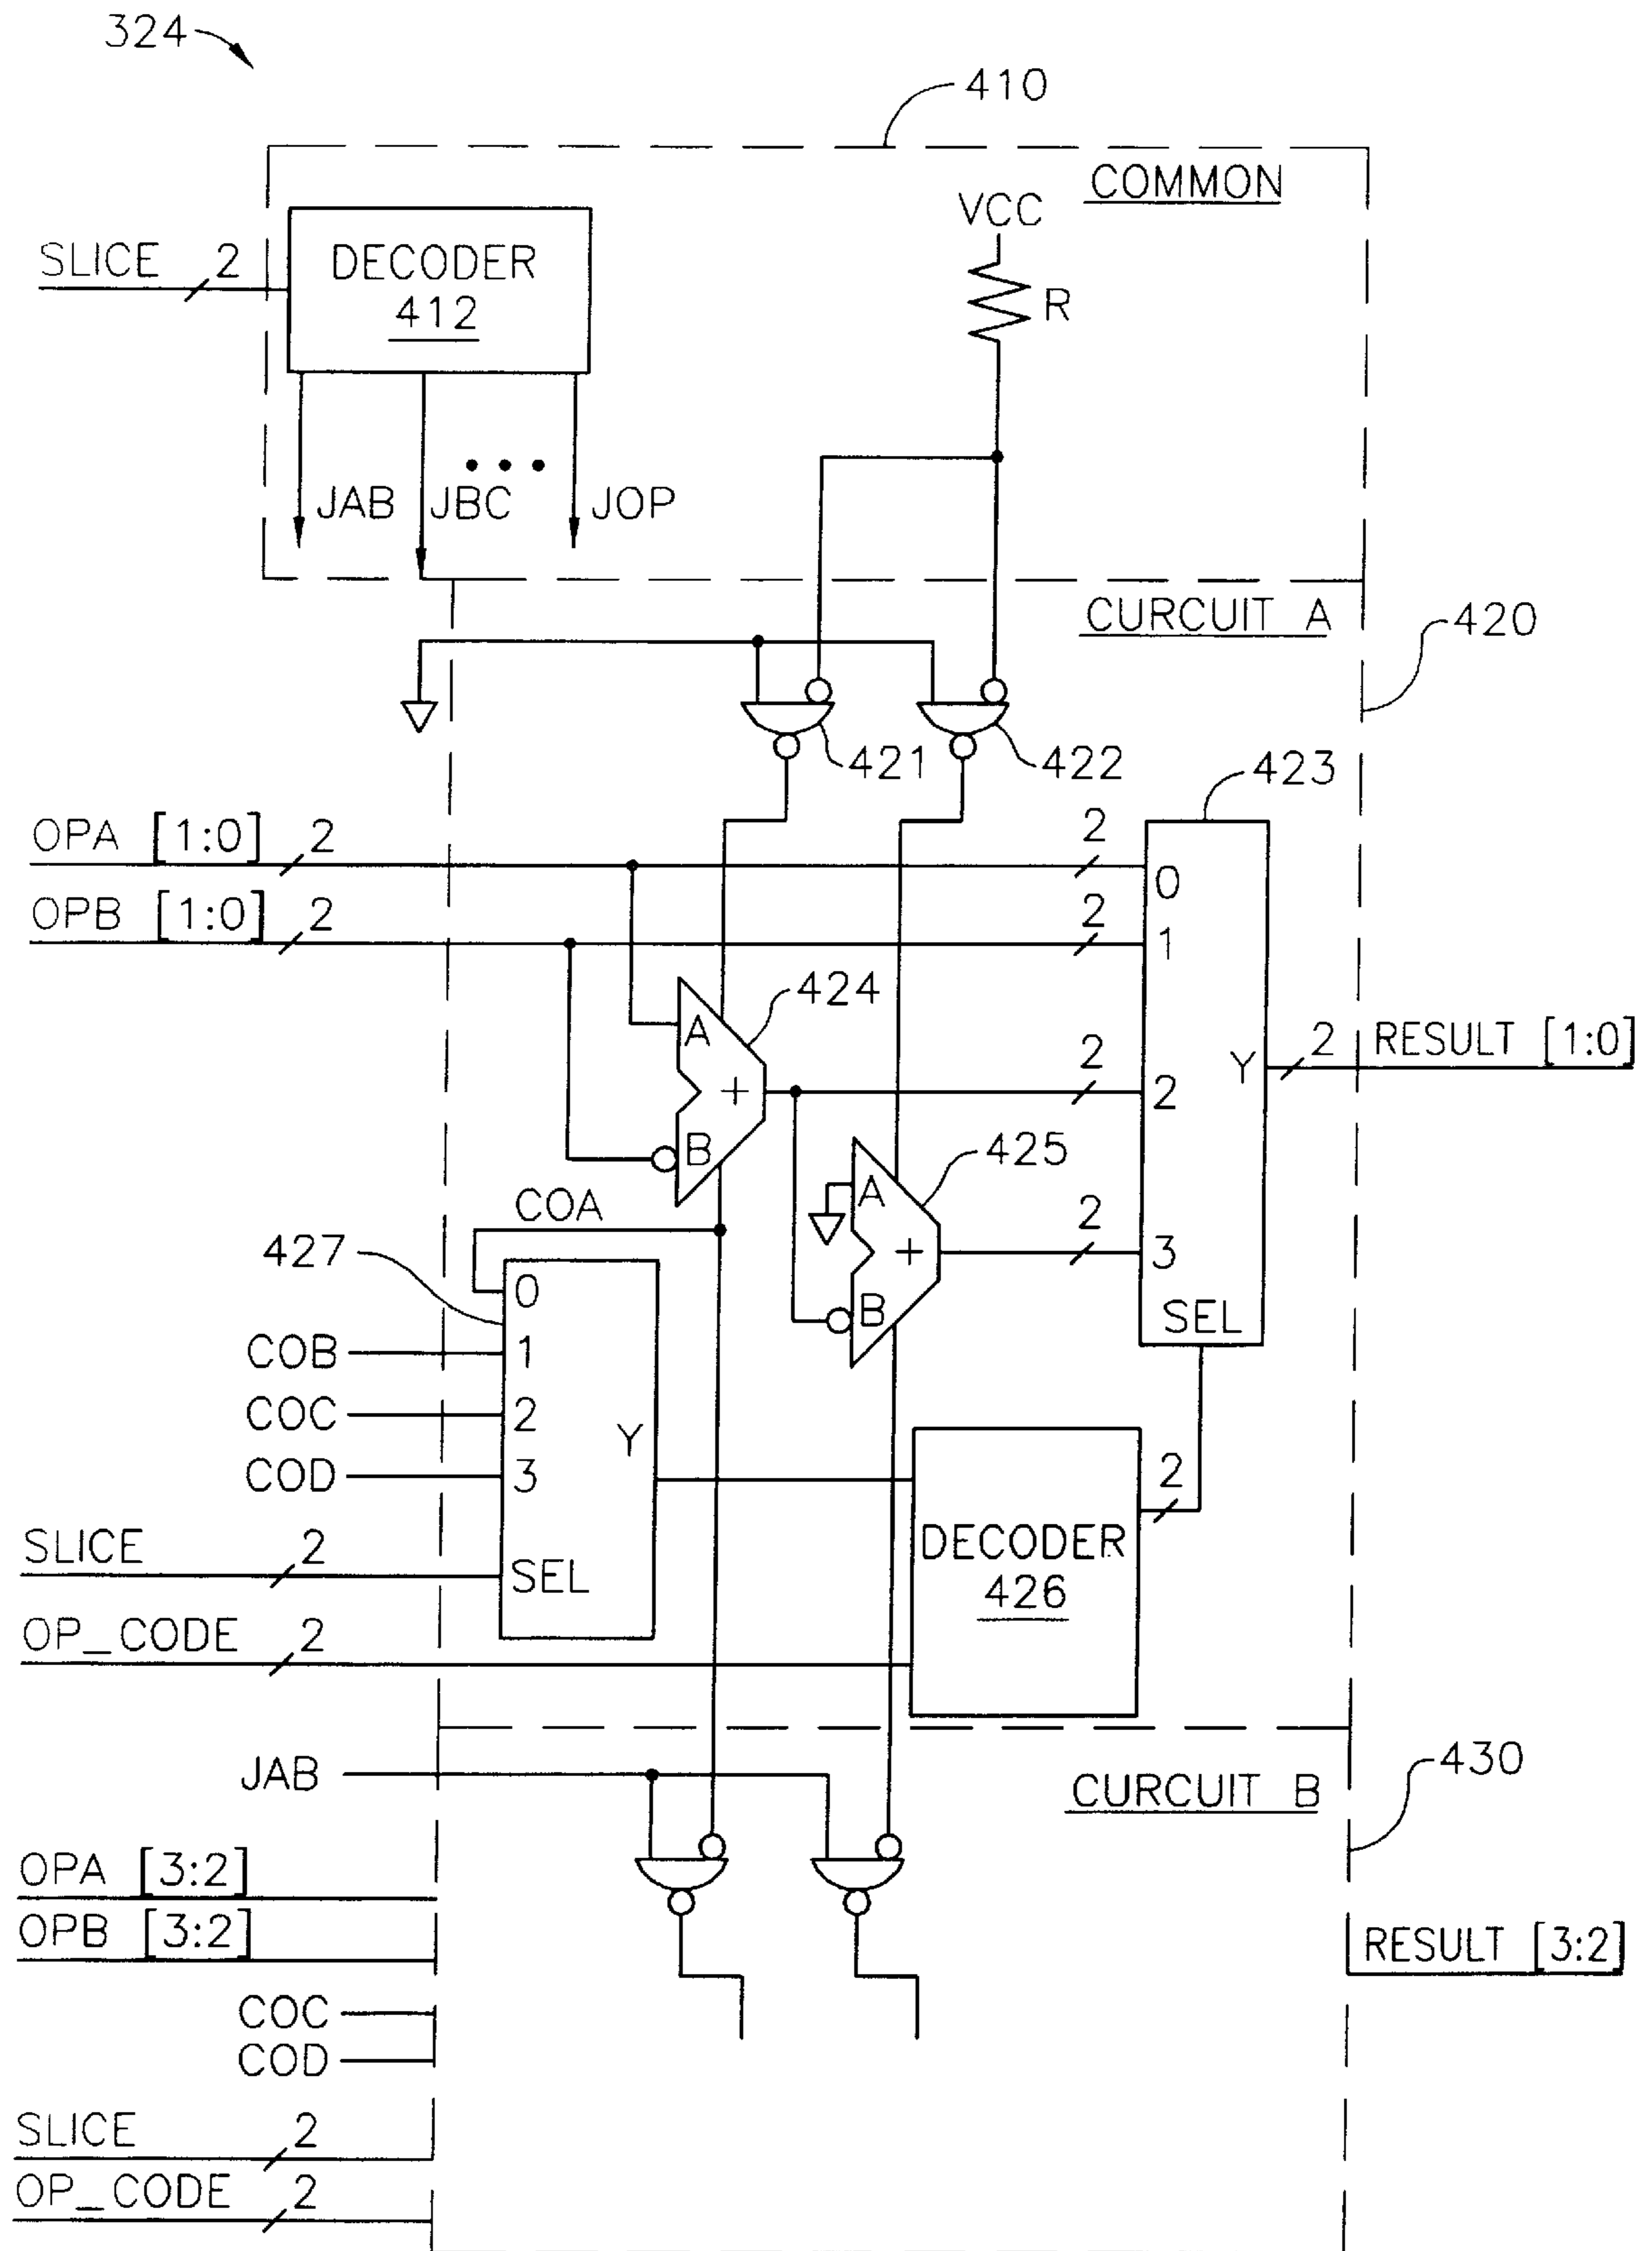 324
410
COMMON
VCC
SLICE 2
DECODER
412
R
JAB JBC JOP
CURCUIT A
420
421 422
423
OPA [1:0] 2 2
0
OPB [1:0] 2 2
1
424
A
2 RESULT [1:0]
+ 2 2 Y
B
425
COA
A
2
427
+ 3
0
B
SEL
COB 1
COC 2
Y
COD 3
2
SLICE 2
SEL
DECODER
426
OP_CODE 2
JAB
CURCUIT B
430
OPA [3:2]
OPB [3:2]
RESULT [3:2]
COC
COD
SLICE 2
OP_CODE 2